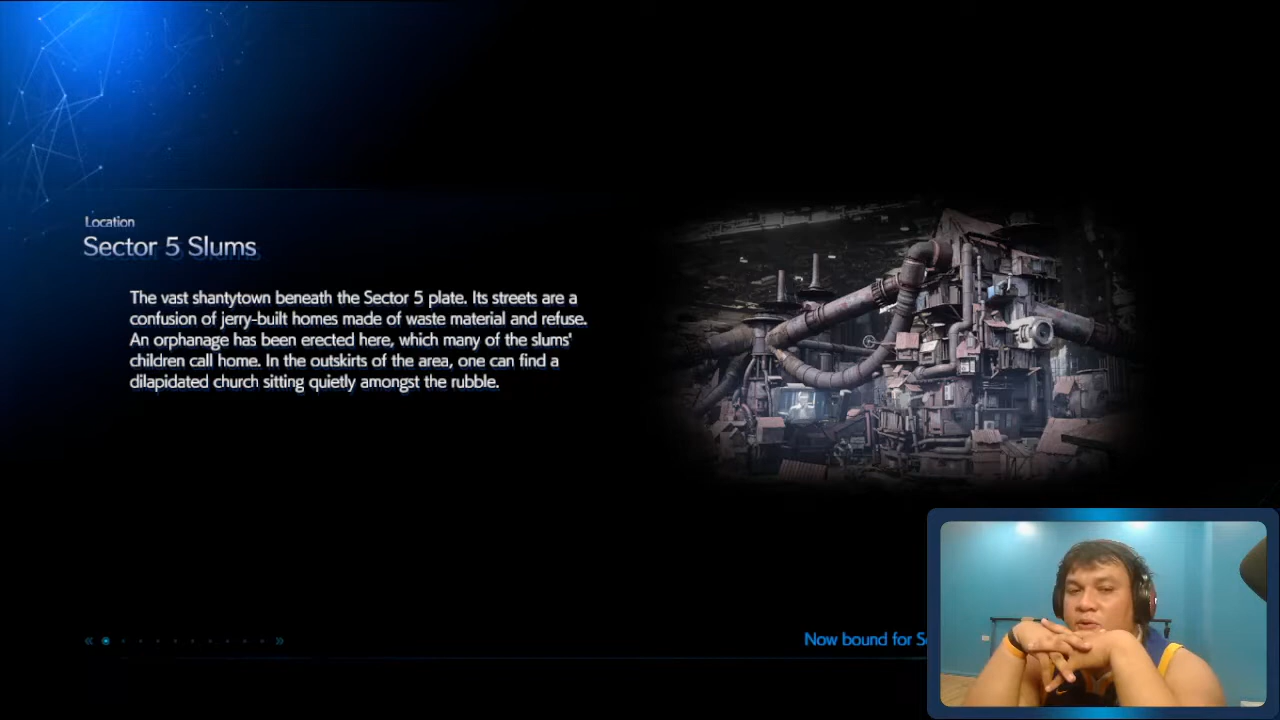 Location
Sector 5 Slums
The vast shantytown beneath the Sector 5 plate. Its streets are a
confusion of jerry-built homes made of waste material and refuse.
An orphanage has been erected here, which many of the slums'
children call home. In the outskirts of the area, one can find a
dilapidated church sitting quietly amongst the rubble.
Now bound for